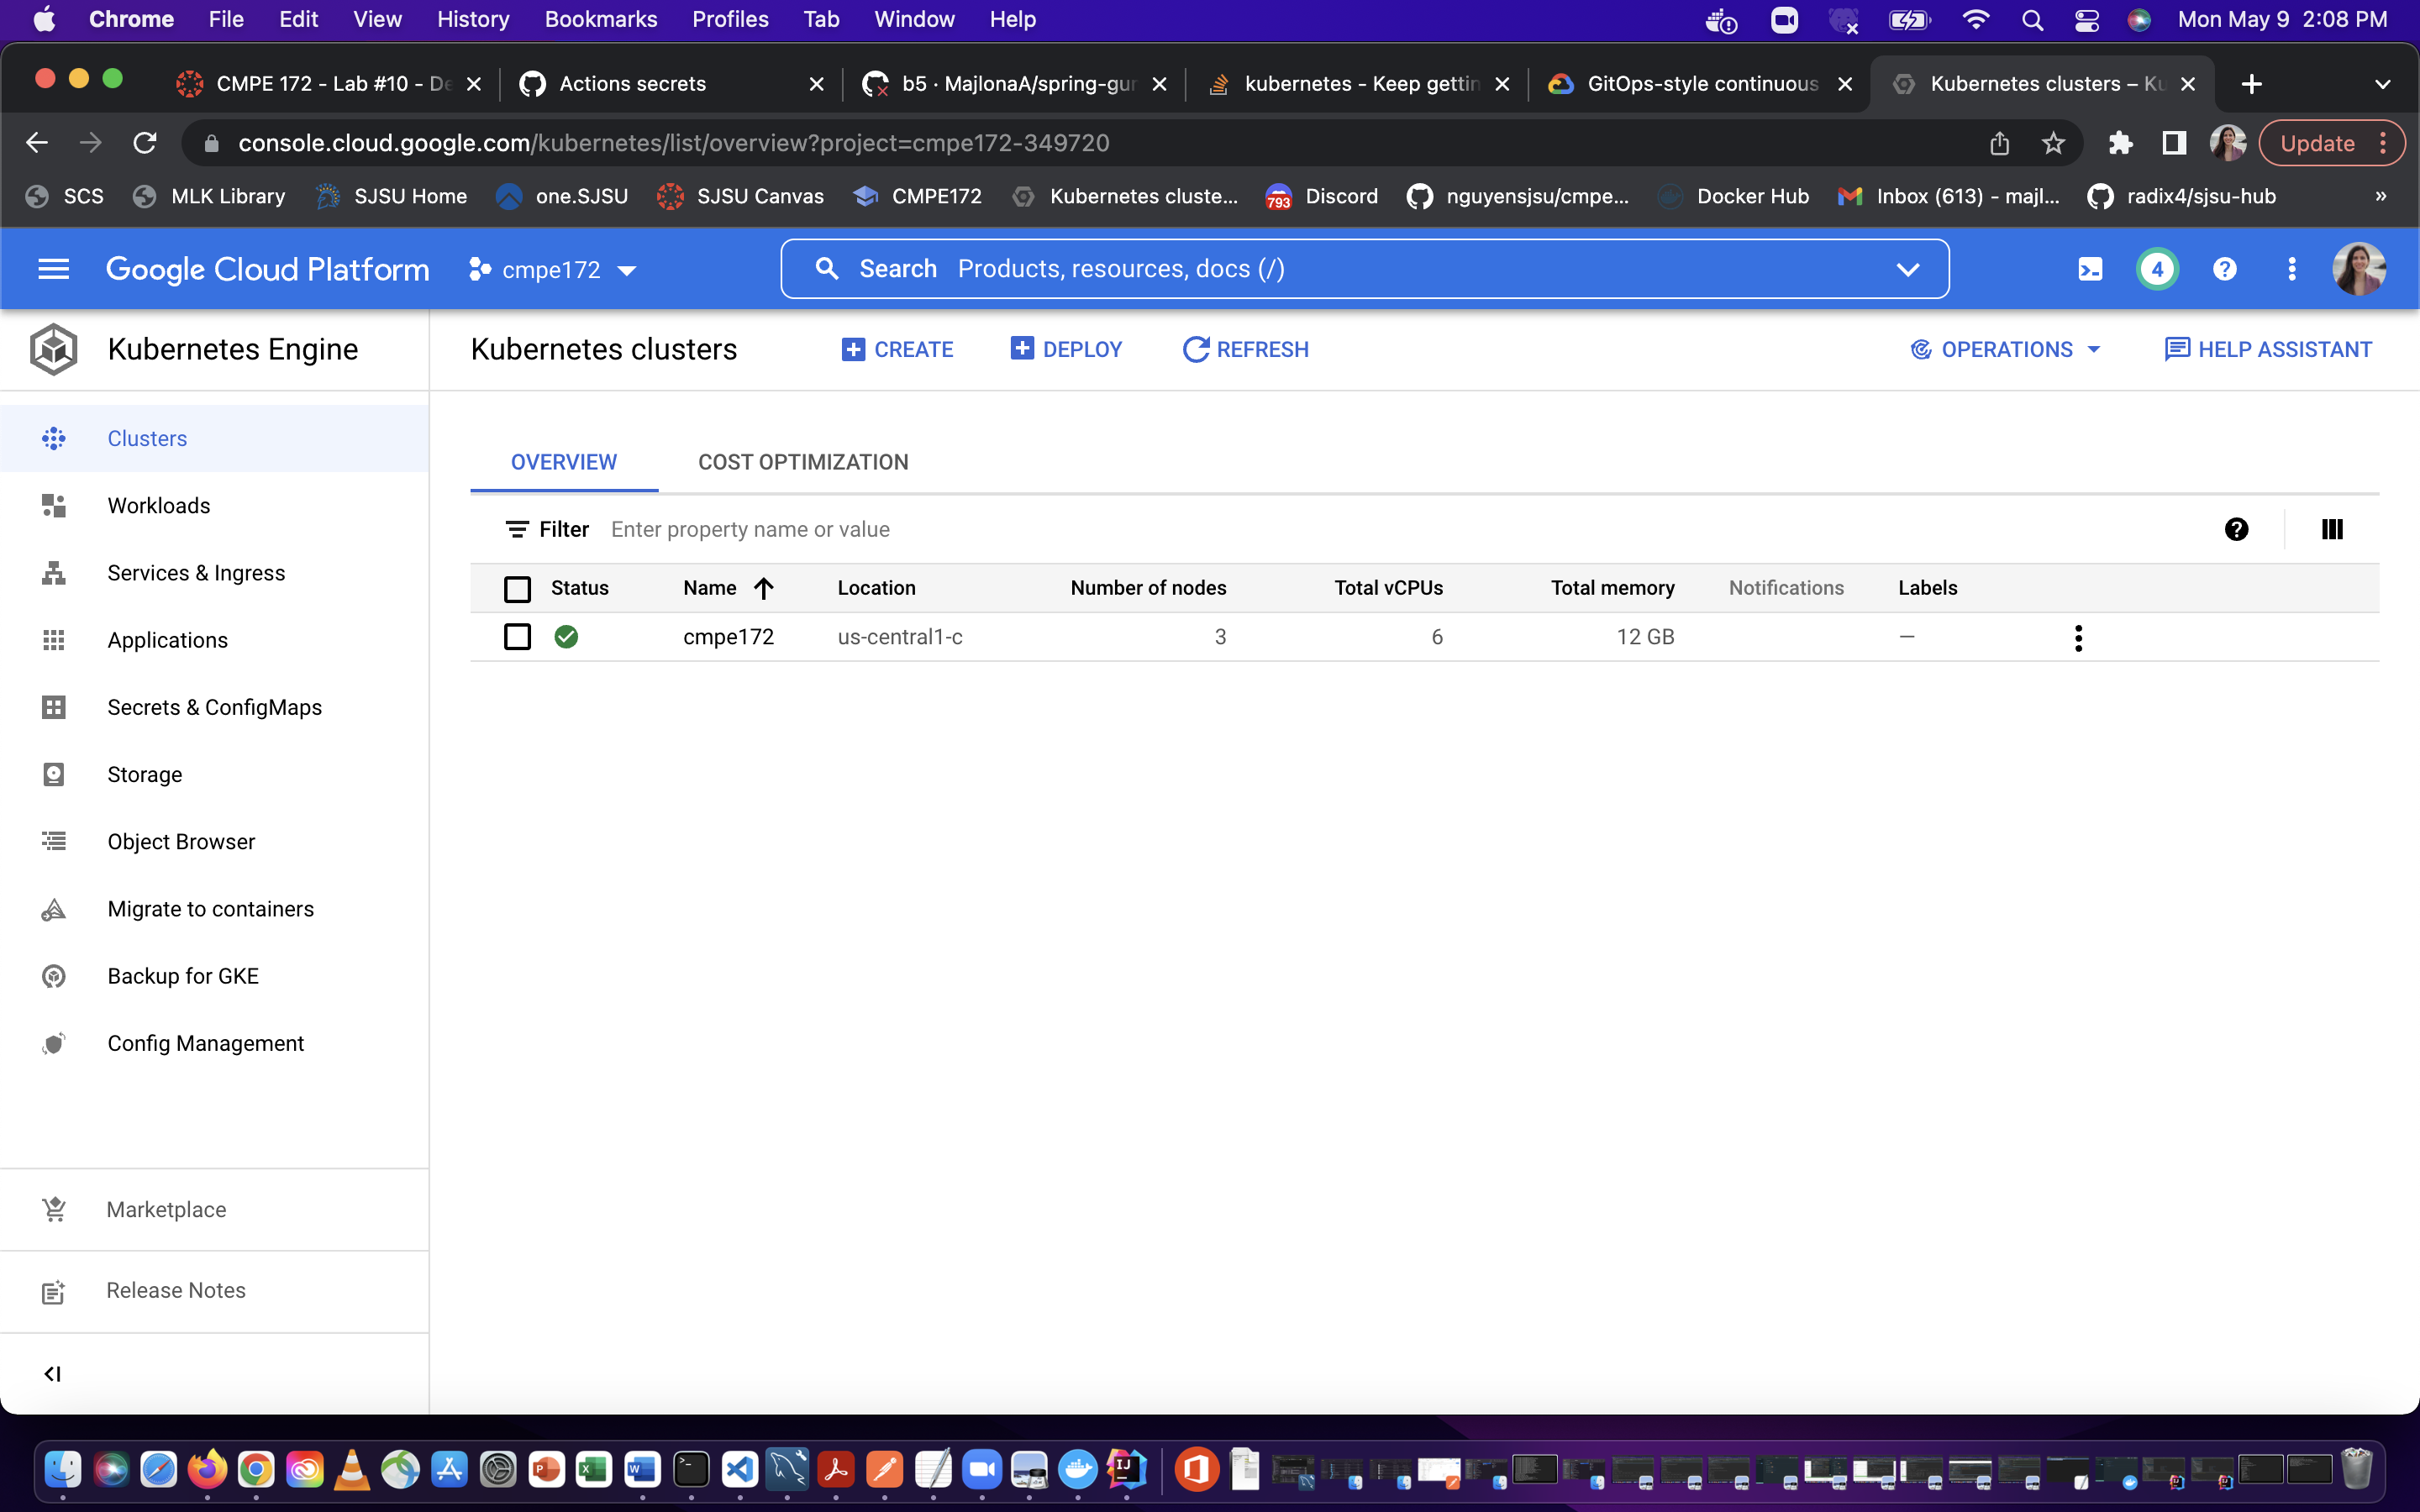 Chrome File Edit View History Bookmarks Profiles Tab Window Help Mon May 9 2:08 PM
CMPE 172 - Lab #10 - De Actions secrets b5 · MajlonaA/spring-gur kubernetes - Keep gettin GitOps-style continuous Kubernetes clusters – Ku
console.cloud.google.com/kubernetes/list/overview?project=cmpe172-349720 Update
SCS MLK Library SJSU Home one.SJSU SJSU Canvas CMPE172 Kubernetes cluste... 793 Discord nguyensjsu/cmpe... Docker Hub Inbox (613) - majl... radix4/sjsu-hub »
Google Cloud Platform cmpe172 Search Products, resources, docs (/) 4
Kubernetes Engine
Kubernetes clusters CREATE DEPLOY REFRESH OPERATIONS HELP ASSISTANT
Clusters
Workloads
Services & Ingress
Applications
Secrets & ConfigMaps
Storage
Object Browser
Migrate to containers
Backup for GKE
Config Management
Marketplace
Release Notes
OVERVIEW COST OPTIMIZATION
Filter Enter property name or value
Status Name Location Number of nodes Total vCPUs Total memory Notifications Labels
cmpe172 us-central1-c 3 6 12 GB —